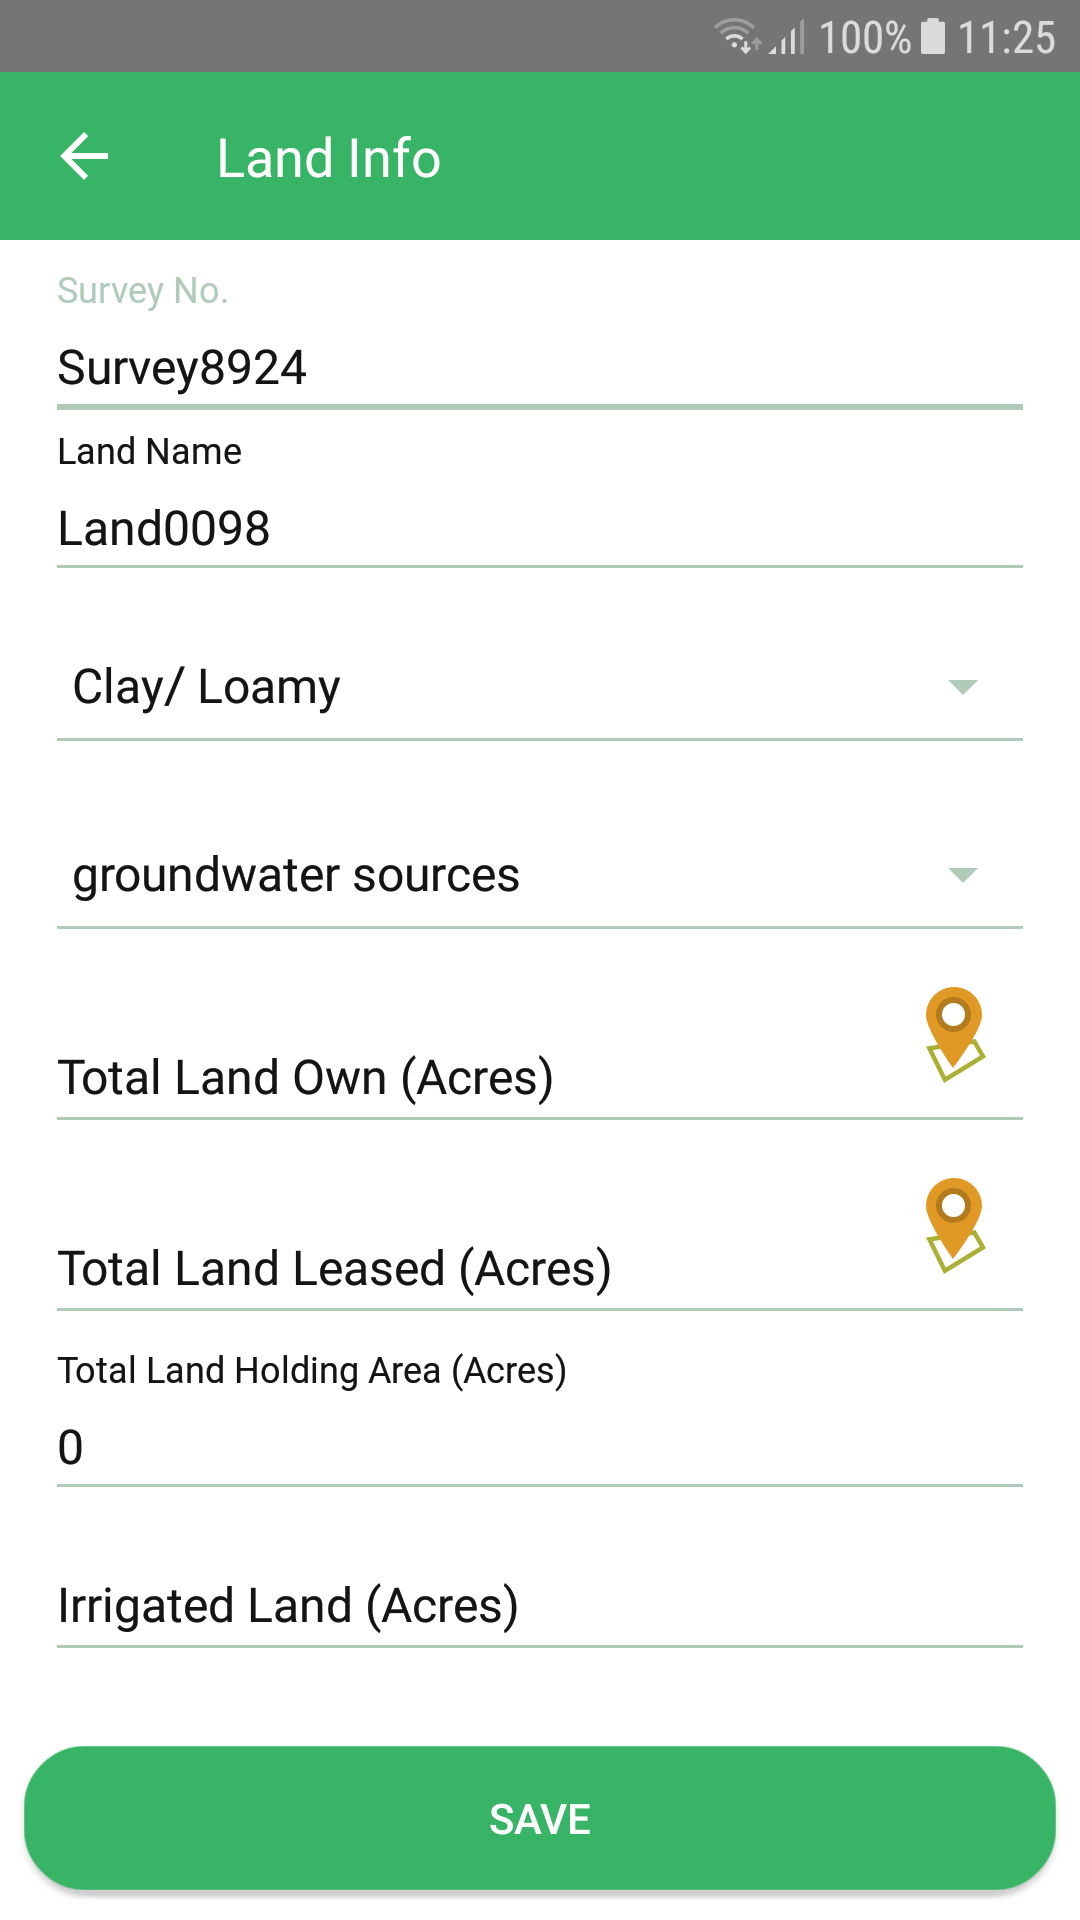 100% 11:25
Land Info
Survey No.
Survey8924
Land Name
Land0098
Clay/ Loamy
groundwater sources
Total Land Own (Acres)
Total Land Leased (Acres)
Total Land Holding Area (Acres)
0
Irrigated Land (Acres)
SAVE